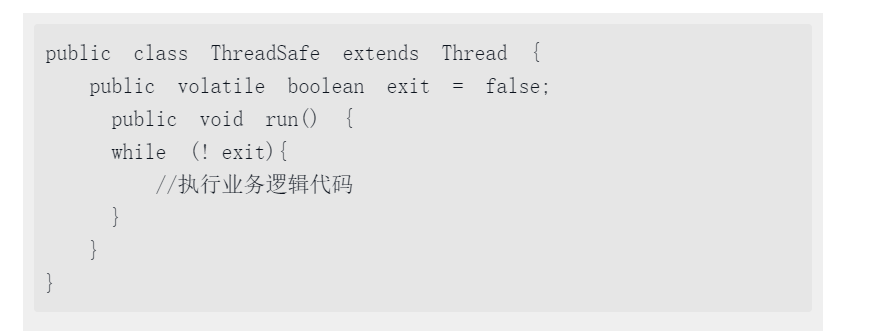 public class ThreadSafe extends Thread {
public volatile boolean exit = false;
public void run() {
while (! exit){
//执行业务逻辑代码
}
}
}